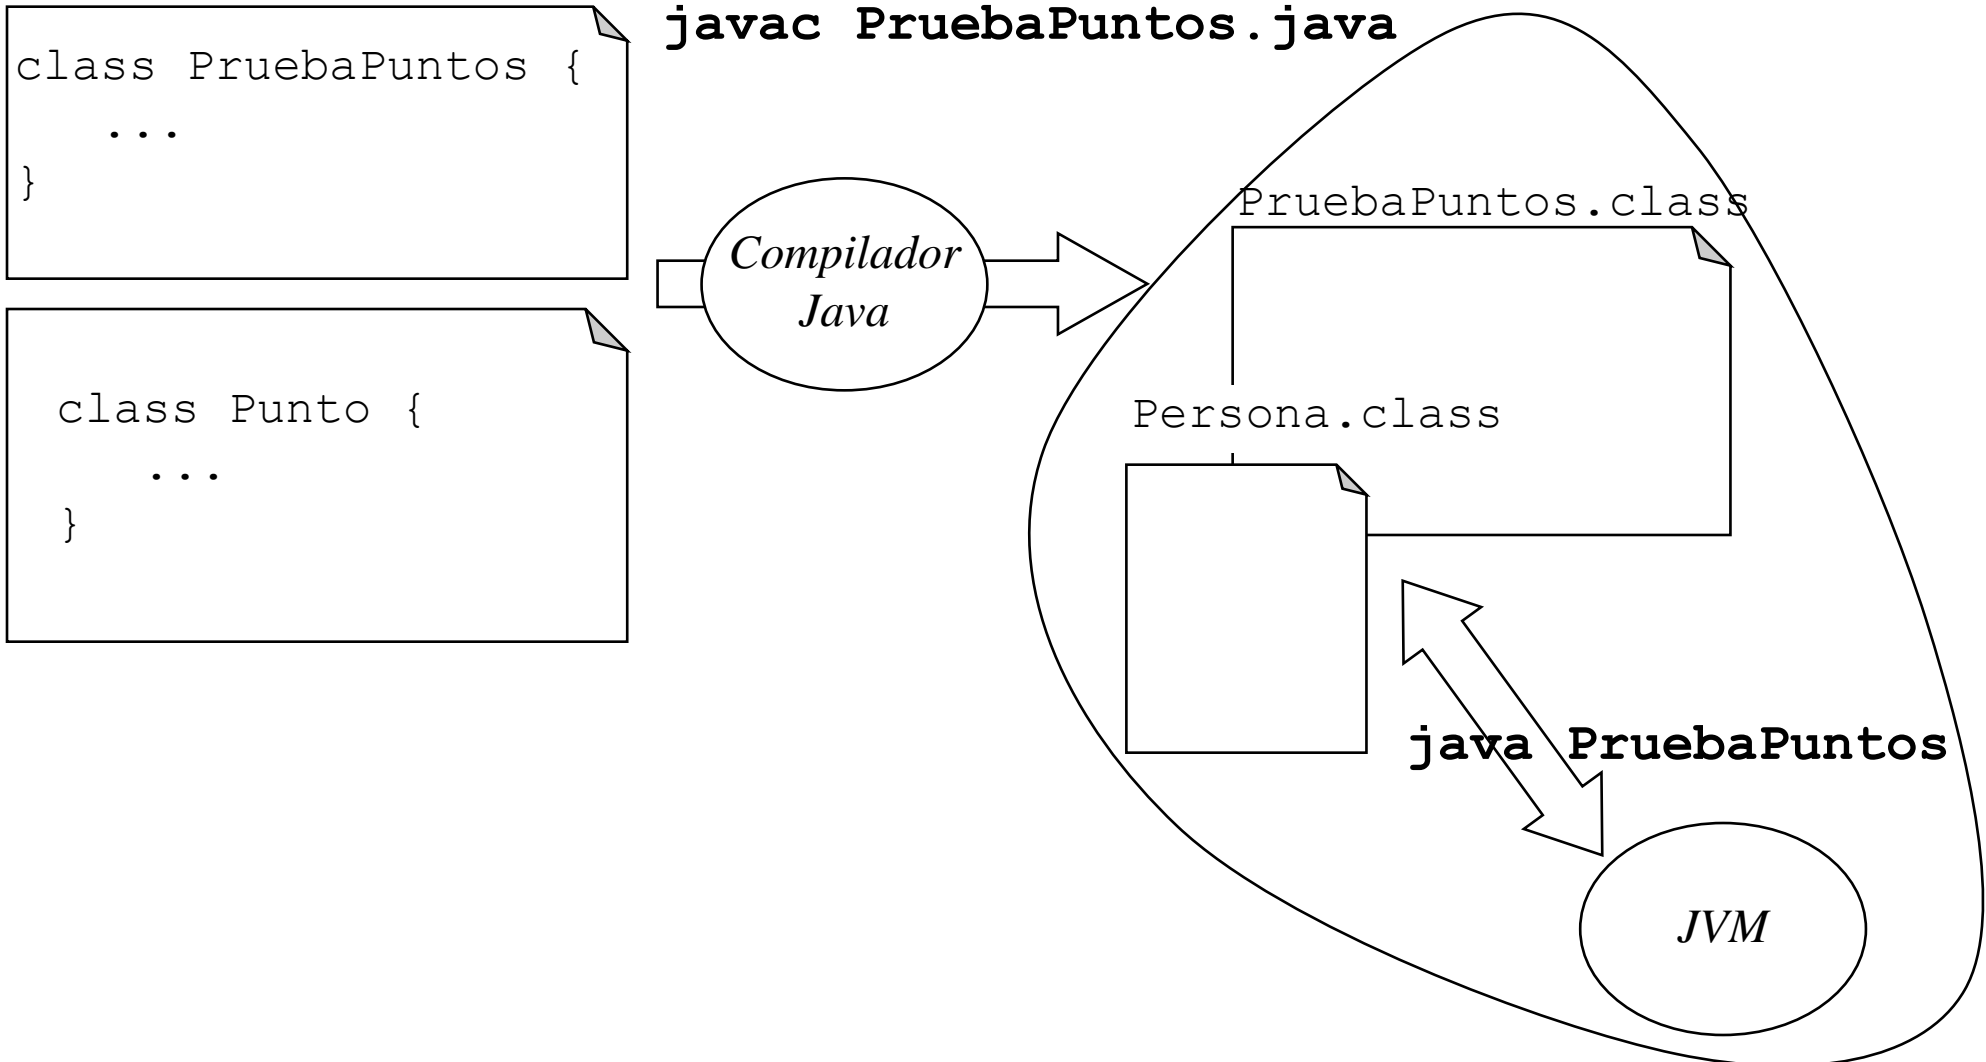 javac PruebaPuntos.java
class PruebaPuntos {
...
}
class Punto {
...
}
Compilador
Java
PruebaPuntos.class
Persona.class
java PruebaPuntos
JVM